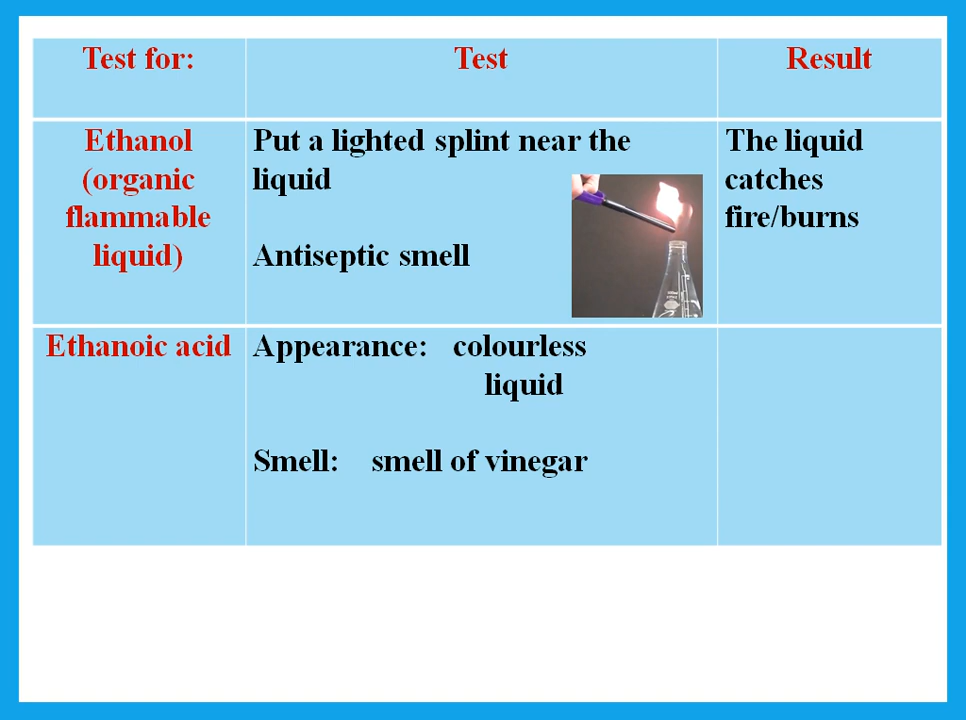 Test for:
Test
Result
Ethanol
(organic
flammable
liquid)
Put a lighted splint near the
liquid
Antiseptic smell
The liquid
catches
fire/burns
Ethanoic acid
Appearance: colourless
liquid
Smell: smell of vinegar